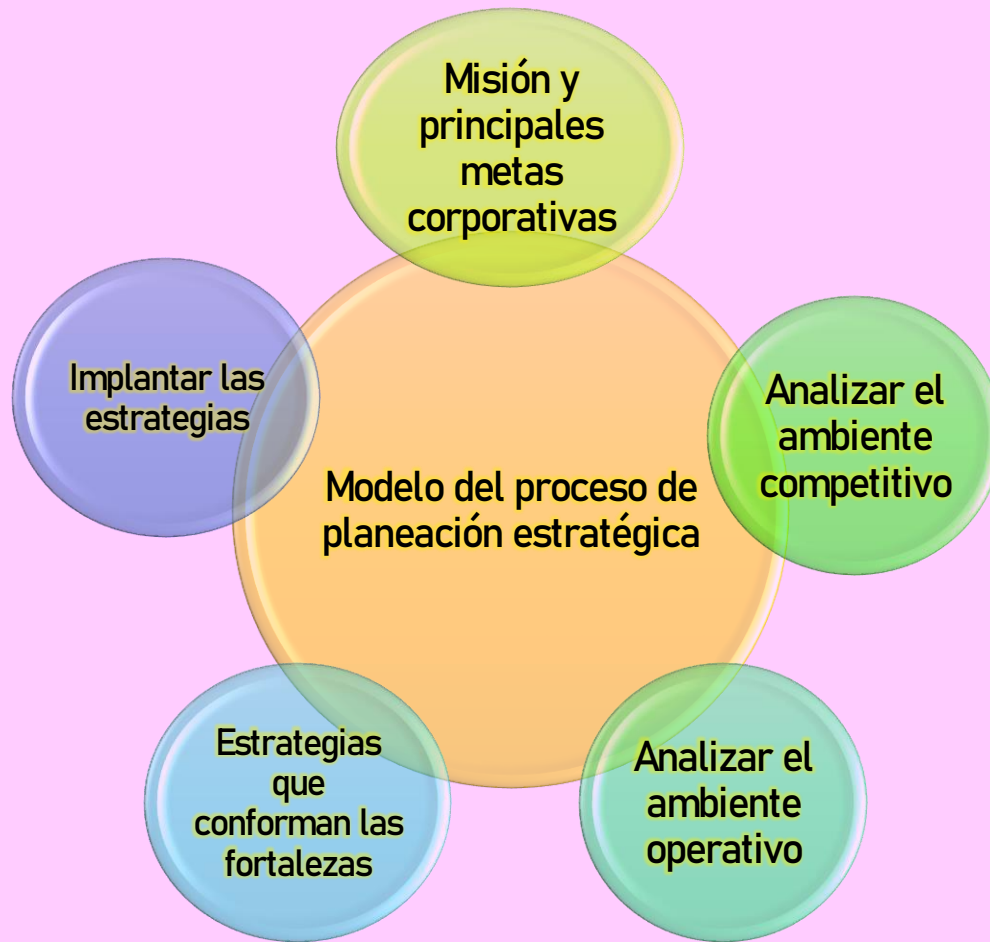 Misión y
principales
metas
corporativas
Analizar el
ambiente
competitivo
Analizar el
ambiente
operativo
Estrategias
que
conforman las
fortalezas
Implantar las
estrategias
Modelo del proceso de
planeación estratégica